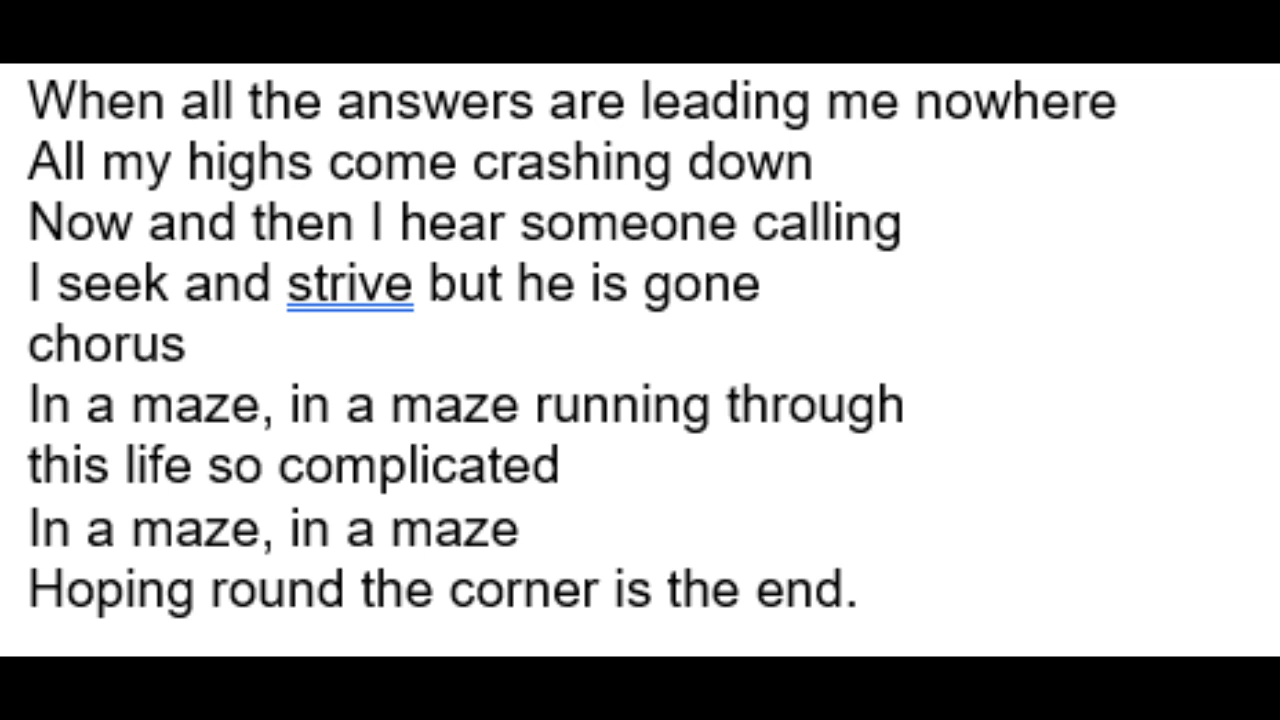 When all the answers are leading me nowhere
All my highs come crashing down
Now and then I hear someone calling
I seek and strive but he is gone
chorus
In a maze, in a maze running through
this life so complicated
In a maze, in a maze
Hoping round the corner is the end.